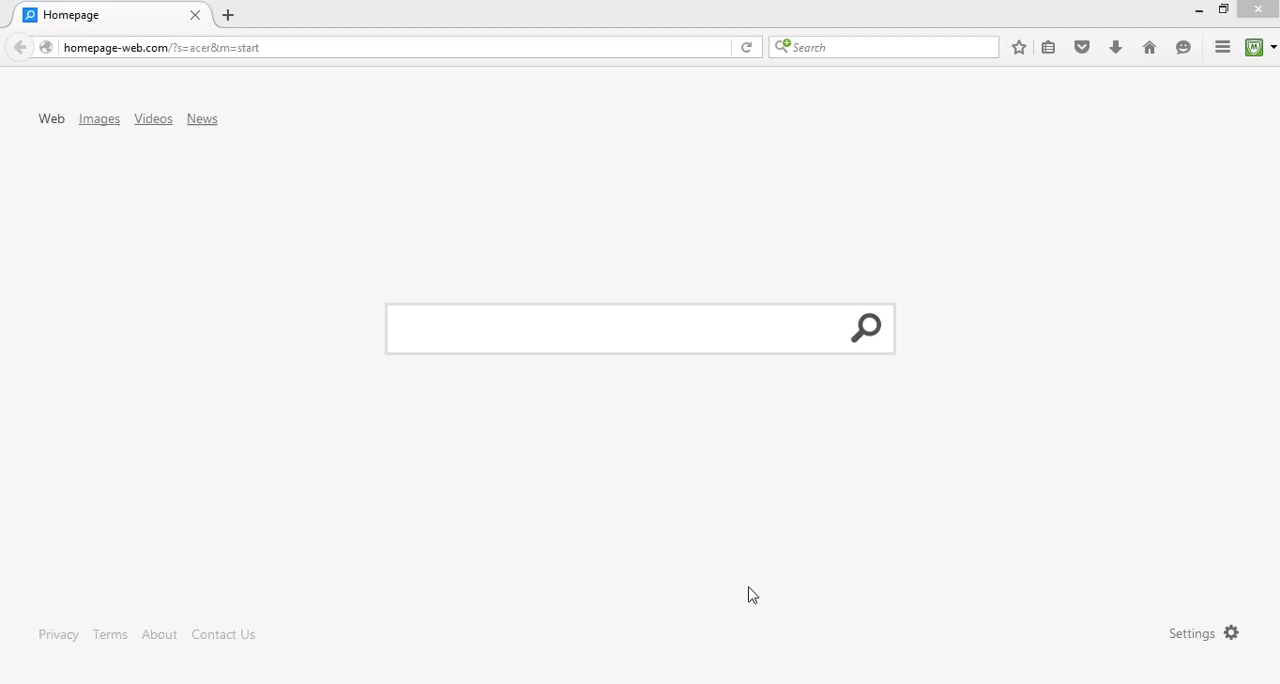 Homepage
homepage-web.com/?s=acer&m=start
Search
Web Images Videos News
Privacy Terms About Contact Us
Settings